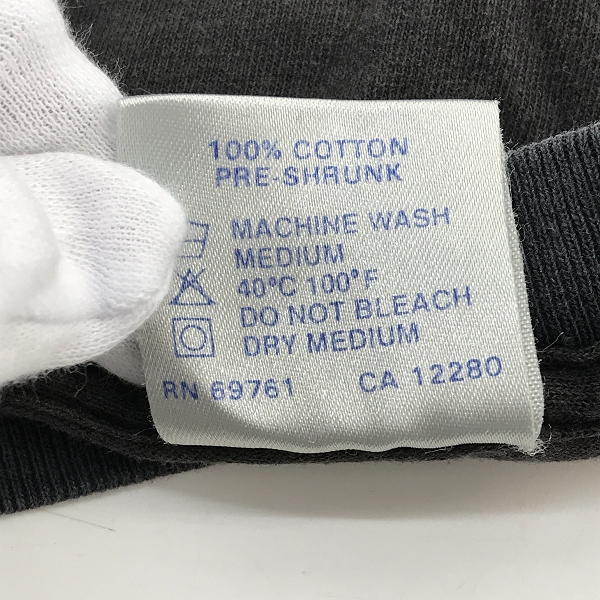 100% COTTON
PRE-SHRUNK
MACHINE WASH
MEDIUM
40°C 100°F
DO NOT BLEACH
DRY MEDIUM
RN 69761 CA 12280